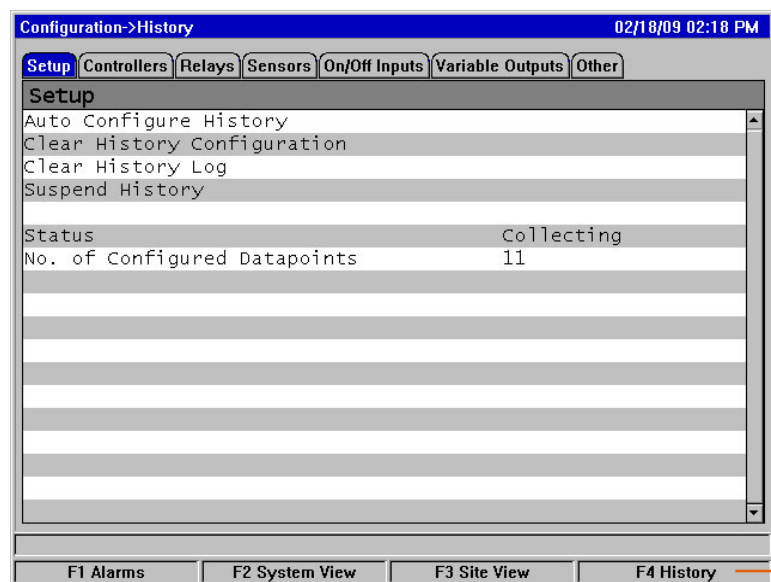 Configuration->History 02/18/09 02:18 PM
Setup Controllers Relays Sensors On/Off Inputs Variable Outputs Other
Setup
Auto Configure History
Clear History Configuration
Clear History Log
Suspend History
Status Collecting
No. of Configured Datapoints 11
F1 Alarms F2 System View F3 Site View F4 History